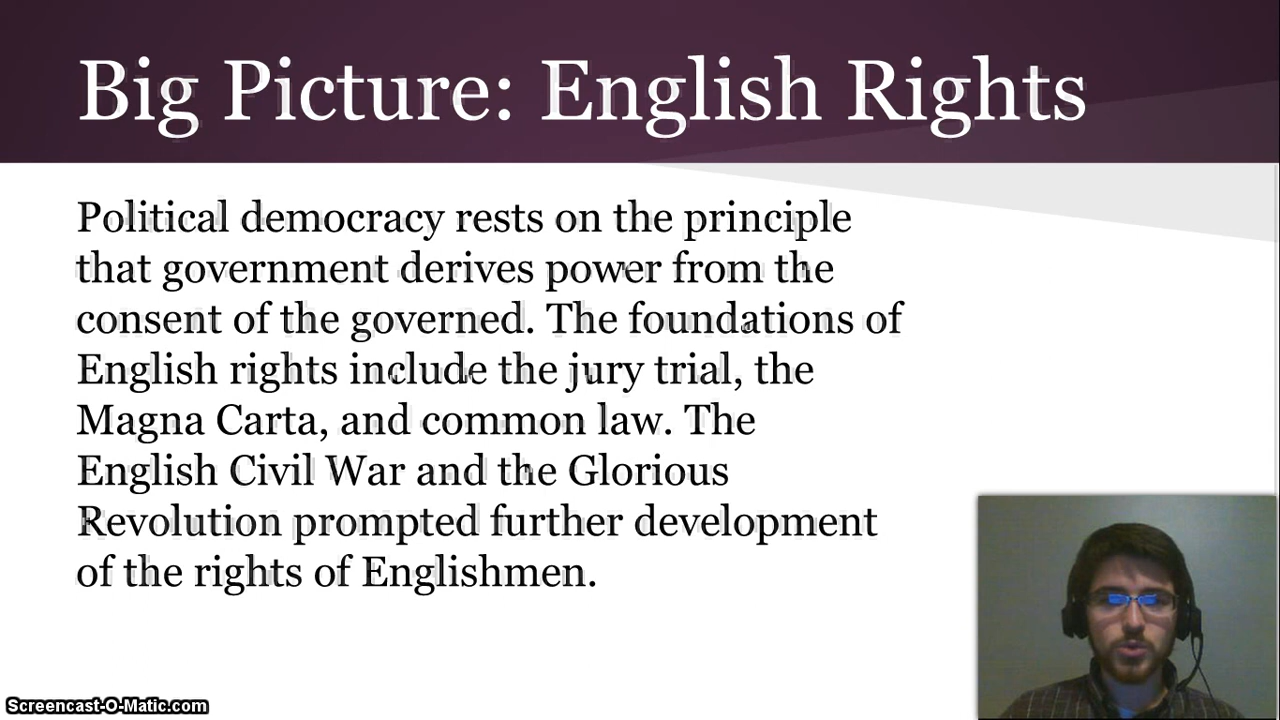 Big Picture: English Rights
Political democracy rests on the principle
that government derives power from the
consent of the governed. The foundations of
English rights include the jury trial, the
Magna Carta, and common law. The
English Civil War and the Glorious
Revolution prompted further development
of the rights of Englishmen.
Screencast-O-Matic.com